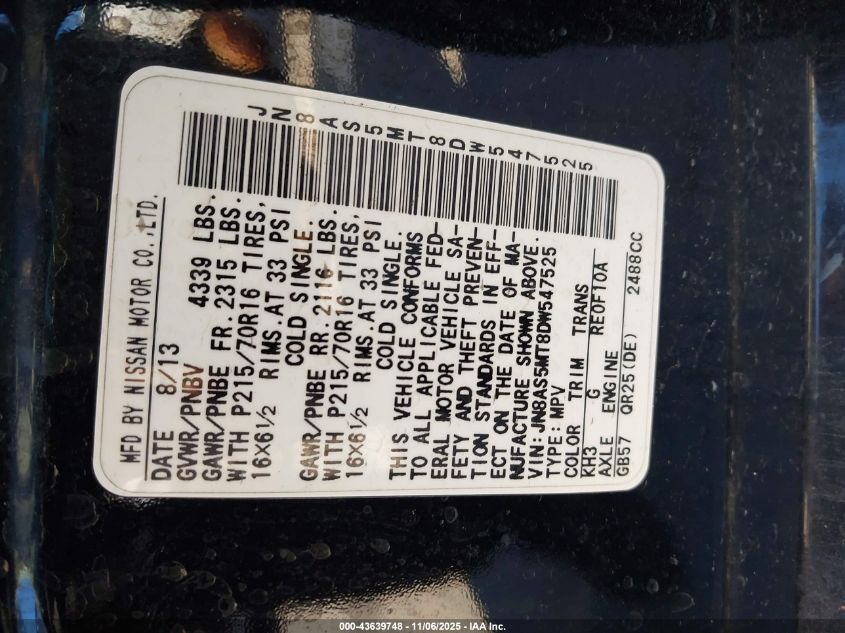 JN8AS5MT8DW547525
MFD BY NISSAN MOTOR CO.,LTD.
DATE 8/13
GVWR/PNBV 4339 LBS.
GAWR/PNBE FR. 2315 LBS.
WITH P215/70R16 TIRES,
16X6½ RIMS.AT 33 PSI
COLD SINGLE.
GAWR/PNBE RR. 2116 LBS.
WITH P215/70R16 TIRES,
16X6½ RIMS.AT 33 PSI
COLD SINGLE.
THIS VEHICLE CONFORMS
TO ALL APPLICABLE FED-
ERAL MOTOR VEHICLE SA-
FETY AND THEFT PREVEN-
TION STANDARDS IN EFF-
ECT ON THE DATE OF MA-
NUFACTURE SHOWN ABOVE.
VIN: JN8AS5MT8DW547525
TYPE: MPV
COLOR TRIM TRANS
KH3 G RE0F10A
AXLE ENGINE
GB57 QR25(DE) 2488CC
000-43639748 - 11/06/2025 - IAA Inc.